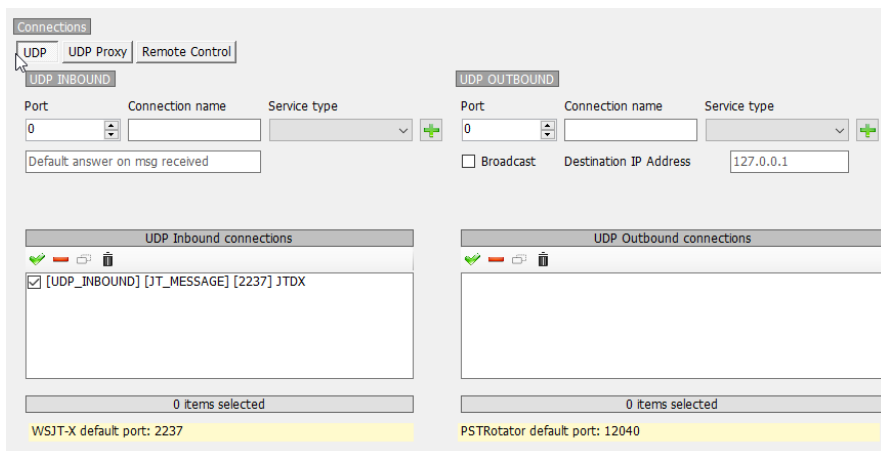 Connections
UDP UDP Proxy Remote Control
UDP INBOUND
Port Connection name Service type
0
Default answer on msg received
UDP Inbound connections
[UDP_INBOUND] [JT_MESSAGE] [2237] JTDX
0 items selected
WSJT-X default port: 2237
UDP OUTBOUND
Port Connection name Service type
0
Broadcast Destination IP Address 127.0.0.1
UDP Outbound connections
0 items selected
PSTRotator default port: 12040